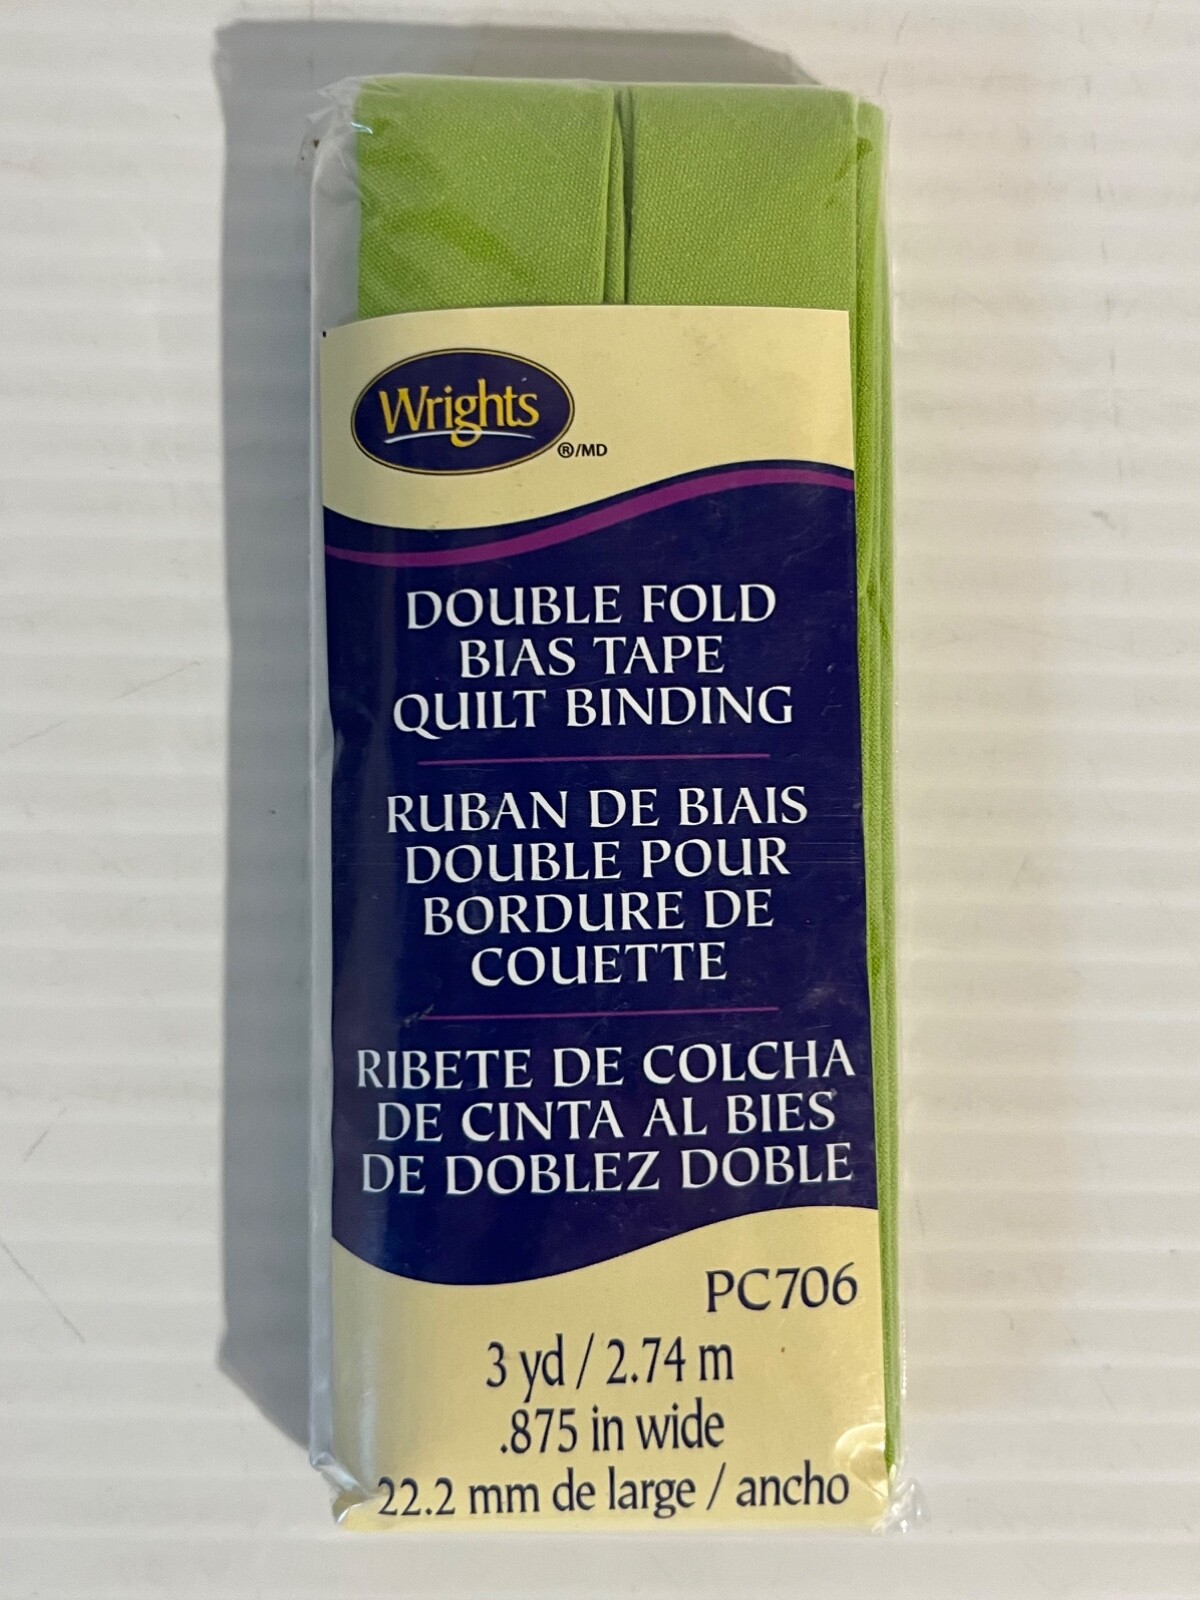 Wrights
®/MD
DOUBLE FOLD
BIAS TAPE
QUILT BINDING
RUBAN DE BIAIS
DOUBLE POUR
BORDURE DE
COUETTE
RIBETE DE COLCHA
DE CINTA AL BIES
DE DOBLEZ DOBLE
PC706
3 yd / 2.74 m
.875 in wide
22.2 mm de large / ancho